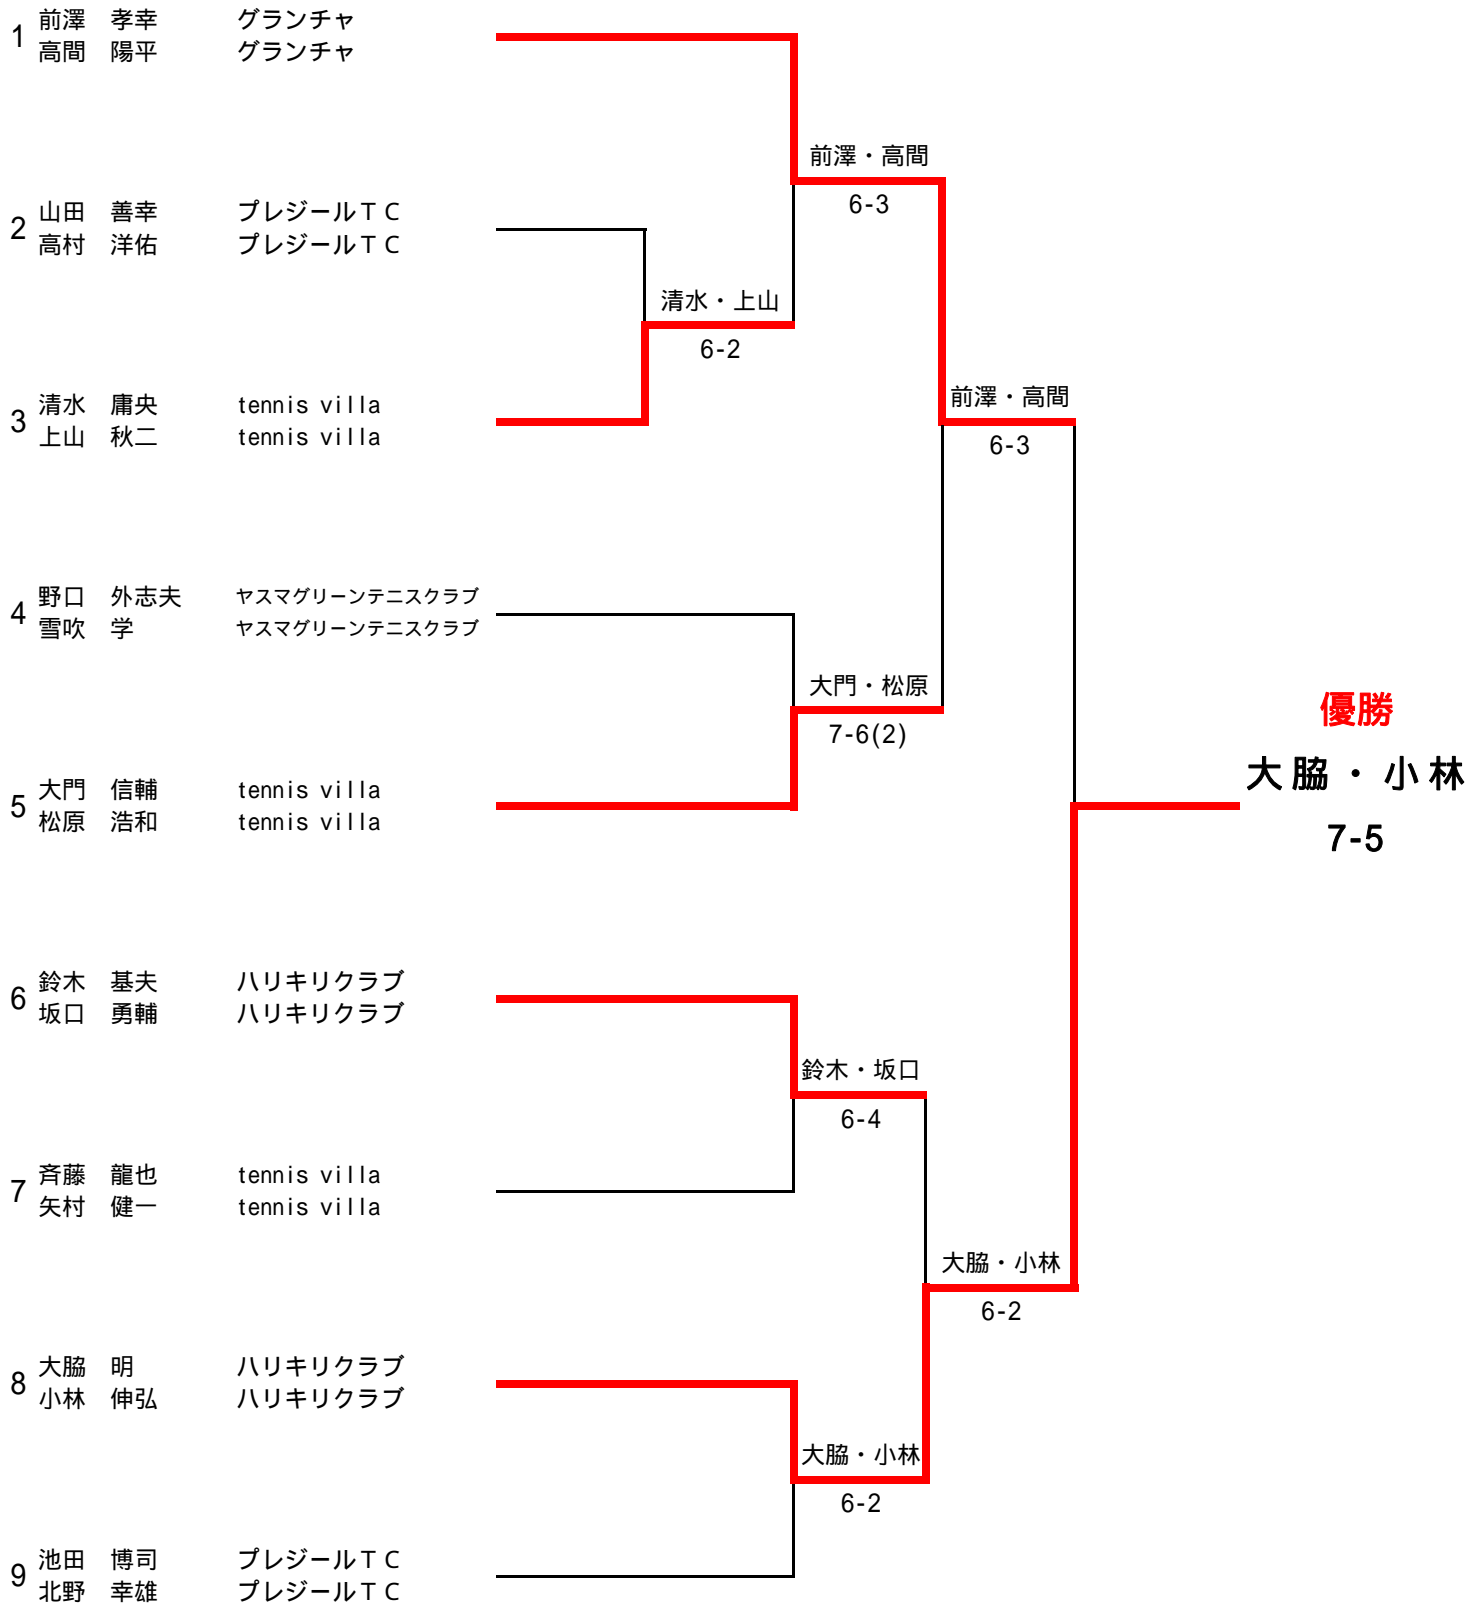 1 前澤 孝幸 グランチャ
高間 陽平 グランチャ
前澤・高間
6-3
2 山田 善幸 プレジールＴＣ
高村 洋佑 プレジールＴＣ
清水・上山
6-2
3 清水 庸央 tennis villa
上山 秋二 tennis villa
前澤・高間
6-3
4 野口 外志夫 ヤスマグリーンテニスクラブ
雪吹 学 ヤスマグリーンテニスクラブ
大門・松原
7-6(2)
優勝
大脇・小林
7-5
5 大門 信輔 tennis villa
松原 浩和 tennis villa
6 鈴木 基夫 ハリキリクラブ
坂口 勇輔 ハリキリクラブ
鈴木・坂口
6-4
7 斉藤 龍也 tennis villa
矢村 健一 tennis villa
大脇・小林
6-2
8 大脇 明 ハリキリクラブ
小林 伸弘 ハリキリクラブ
大脇・小林
6-2
9 池田 博司 プレジールＴＣ
北野 幸雄 プレジールＴＣ